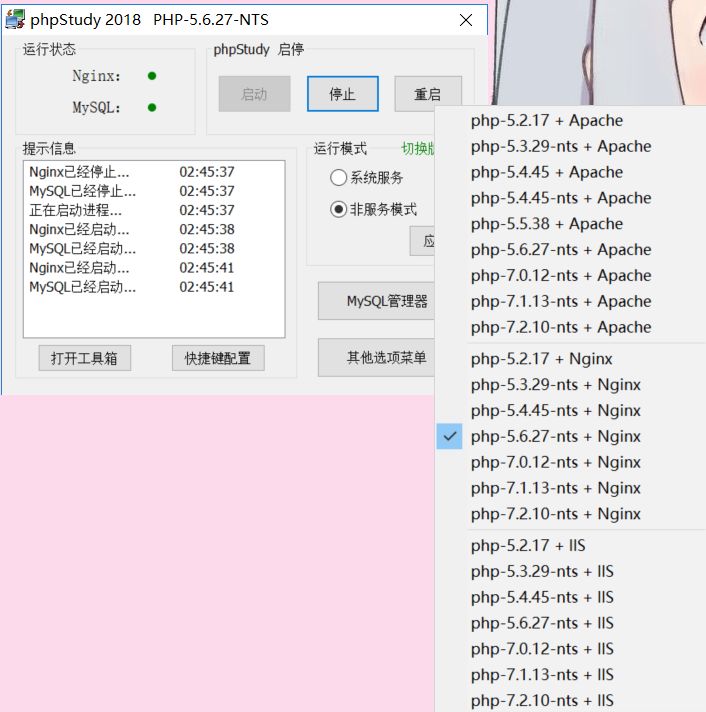 phpStudy 2018 PHP-5.6.27-NTS
运行状态
Nginx:
MySQL:
phpStudy 启停
启动
停止
重启
提示信息
Nginx已经停止... 02:45:37
MySQL已经停止... 02:45:37
正在启动进程... 02:45:37
Nginx已经启动... 02:45:38
MySQL已经启动... 02:45:38
Nginx已经启动... 02:45:41
MySQL已经启动... 02:45:41
打开工具箱
快捷键配置
运行模式
切换版
系统服务
非服务模式
应
MySQL管理器
其他选项菜单
php-5.2.17 + Apache
php-5.3.29-nts + Apache
php-5.4.45 + Apache
php-5.4.45-nts + Apache
php-5.5.38 + Apache
php-5.6.27-nts + Apache
php-7.0.12-nts + Apache
php-7.1.13-nts + Apache
php-7.2.10-nts + Apache
php-5.2.17 + Nginx
php-5.3.29-nts + Nginx
php-5.4.45-nts + Nginx
php-5.6.27-nts + Nginx
php-7.0.12-nts + Nginx
php-7.1.13-nts + Nginx
php-7.2.10-nts + Nginx
php-5.2.17 + IIS
php-5.3.29-nts + IIS
php-5.4.45-nts + IIS
php-5.6.27-nts + IIS
php-7.0.12-nts + IIS
php-7.1.13-nts + IIS
php-7.2.10-nts + IIS